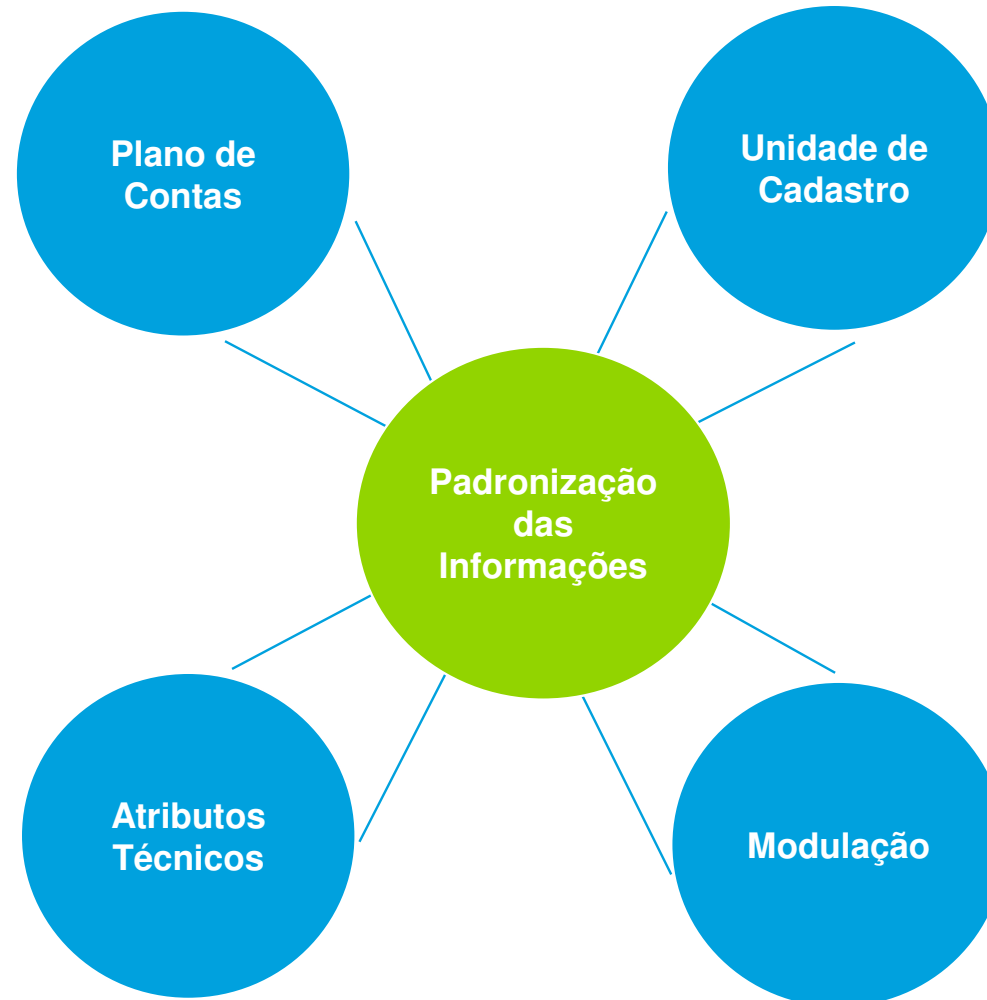 Plano de
Contas
Unidade de
Cadastro
Padronização
das
Informações
Atributos
Técnicos
Modulação